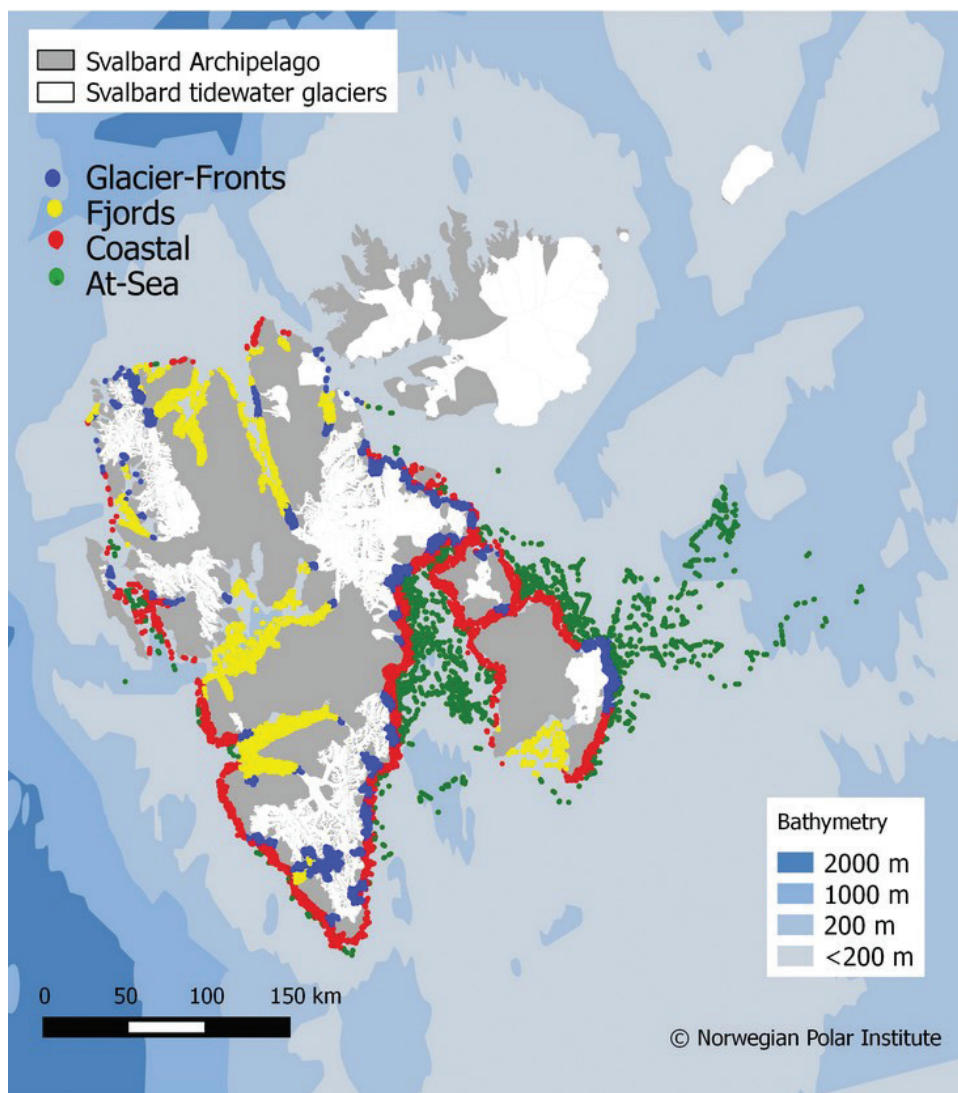 Svalbard Archipelago
Svalbard tidewater glaciers
Glacier-Fronts
Fjords
Coastal
At-Sea
Bathymetry
2000 m
1000 m
200 m
<200 m
0 50 100 150 km
© Norwegian Polar Institute